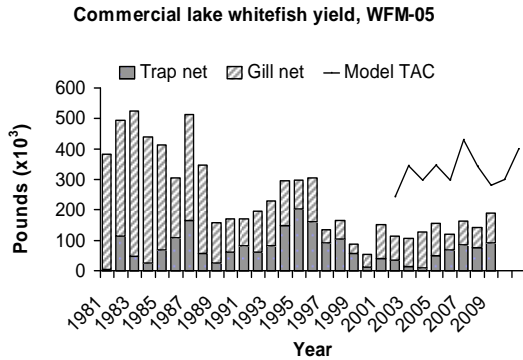 Commercial lake whitefish yield, WFM-05
Trap net Gill net Model TAC
Pounds (x10³)
600
500
400
300
200
100
0
1981 1983 1985 1987 1989 1991 1993 1995 1997 1999 2001 2003 2005 2007 2009
Year